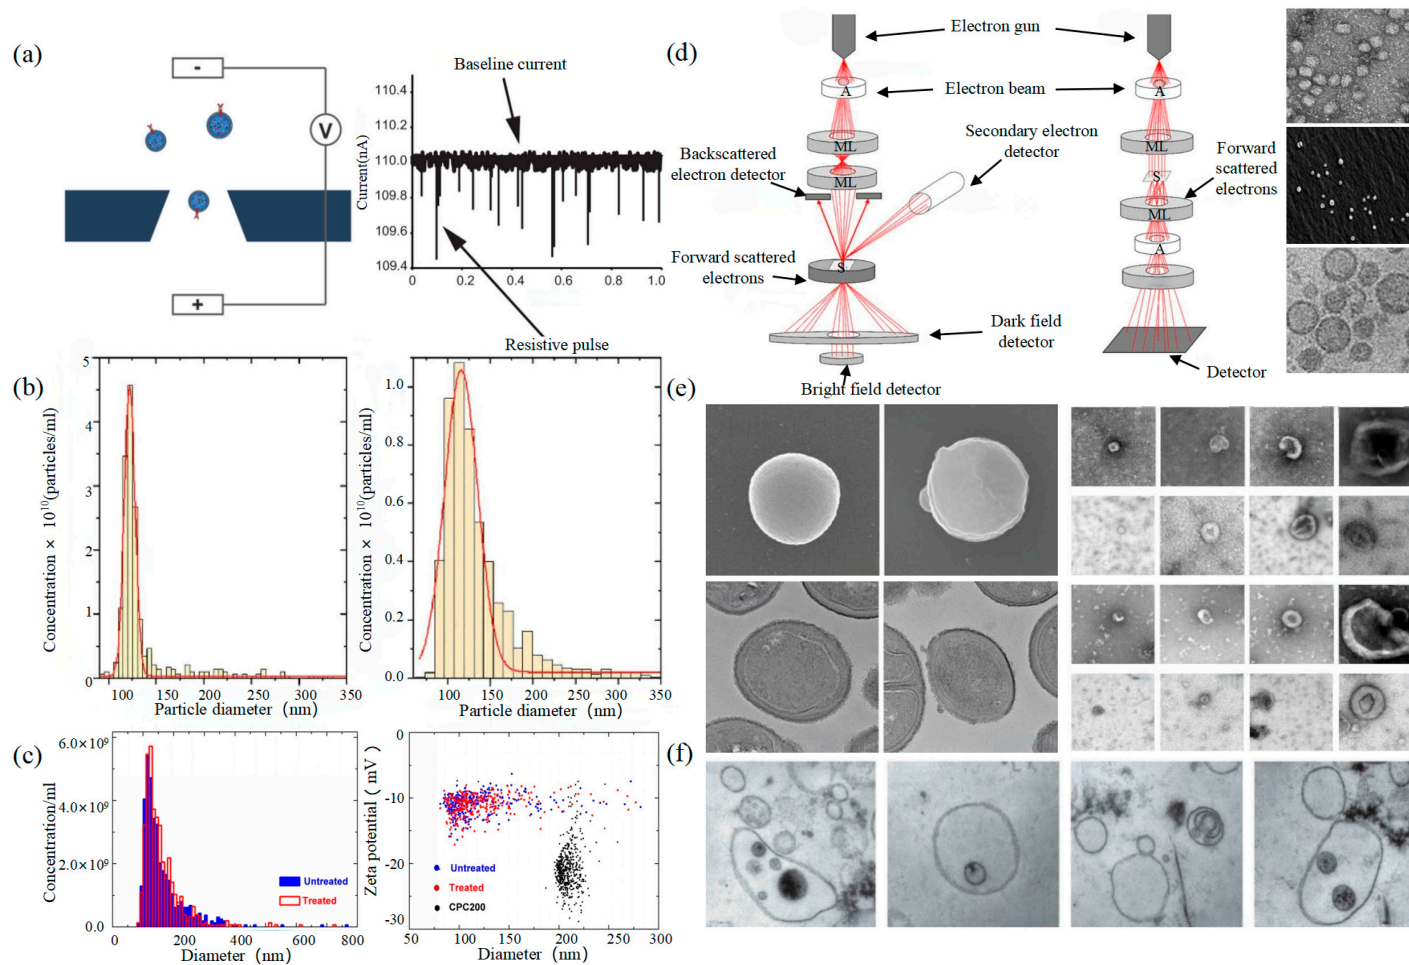 (a)
-
V
+
Baseline current
Current(nA)
110.4
110.2
110.0
109.8
109.6
109.4
0
0.2
0.4
0.6
0.8
1.0
Resistive pulse
(b)
Concentration × 10¹⁰(particles/ml)
5
4
3
2
1
0
100
150
200
250
300
350
Particle diameter (nm)
Concentration × 10¹⁰(particles/ml)
1.0
0.8
0.6
0.4
0.2
0.0
100
150
200
250
300
350
Particle diameter (nm)
(c)
Concentration/ml
6.0×10⁹
4.0×10⁹
2.0×10⁹
0.0
Untreated
Treated
0
200
400
600
800
Diameter (nm)
Zeta potential ( mV )
0
-10
-20
-30
Untreated
Treated
CPC200
50
100
150
200
250
300
Diameter (nm)
(d)
Electron gun
A
Electron beam
A
Secondary electron
detector
ML
ML
Backscattered
electron detector
ML
Forward
scattered
electrons
S
ML
A
Forward scattered
electrons
S
Dark field
detector
Detector
Bright field detector
(e)
(f)